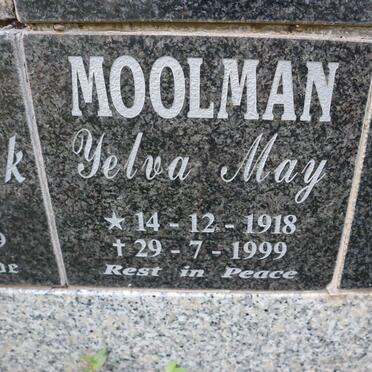 MOOLMAN
Yelva May
★ 14 - 12 - 1918
✝ 29 - 7 - 1999
Rest in Peace